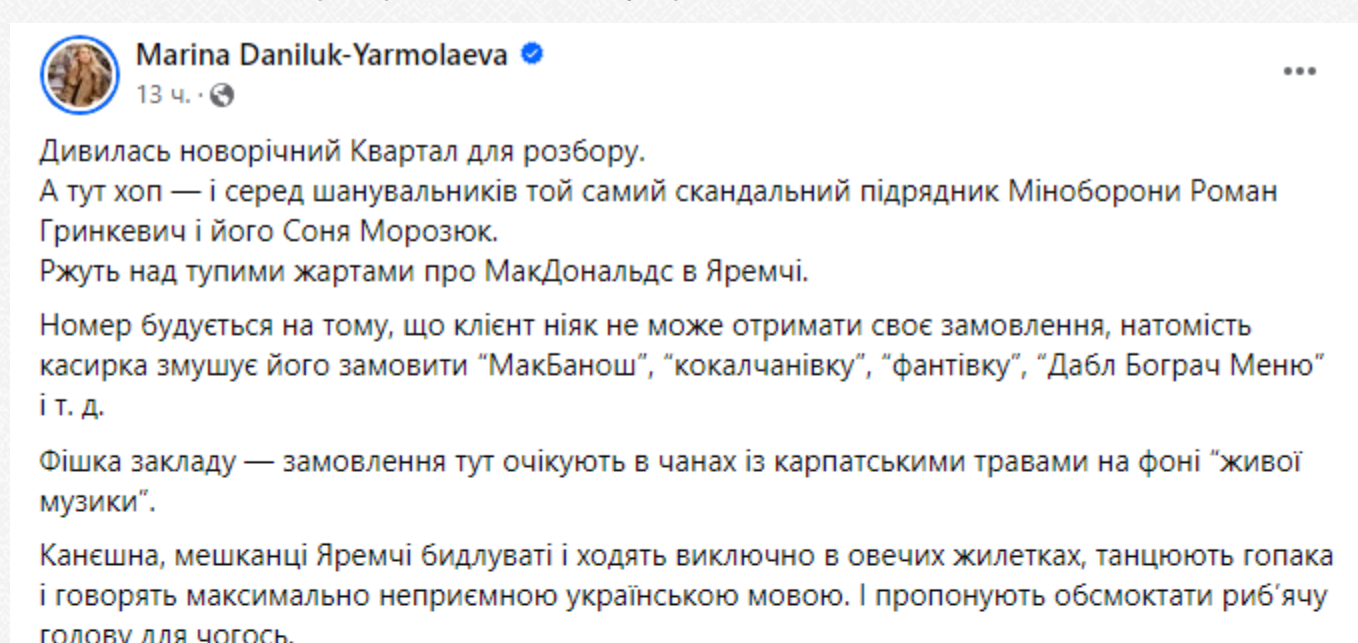 Marina Daniluk-Yarmolaeva
13 ч. ·
Дивилась новорічний Квартал для розбору.
А тут хоп — і серед шанувальників той самий скандальний підрядник Міноборони Роман
Гринкевич і його Соня Морозюк.
Ржуть над тупими жартами про МакДональдс в Яремчі.
Номер будується на тому, що клієнт ніяк не може отримати своє замовлення, натомість
касирка змушує його замовити “МакБанош”, “кокалчанівку”, “фантівку”, “Дабл Бограч Меню”
і т. д.
Фішка закладу — замовлення тут очікують в чанах із карпатськими травами на фоні “живої
музики”.
Канєшна, мешканці Яремчі бидлуваті і ходять виключно в овечих жилетках, танцюють гопака
і говорять максимально неприємною українською мовою. І пропонують обсмоктати риб’ячу
голову для чогось.